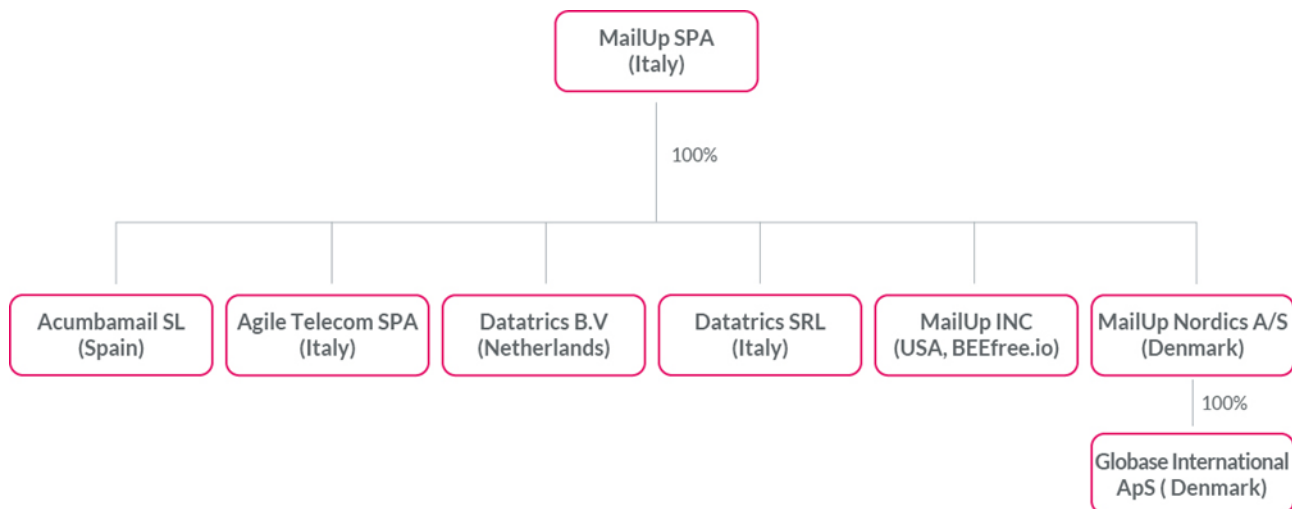 MailUp SPA
(Italy)
100%
Acumbamail SL
(Spain)
Agile Telecom SPA
(Italy)
Datatrics B.V
(Netherlands)
Datatrics SRL
(Italy)
MailUp INC
(USA, BEEfree.io)
MailUp Nordics A/S
(Denmark)
100%
Globase International
ApS ( Denmark)